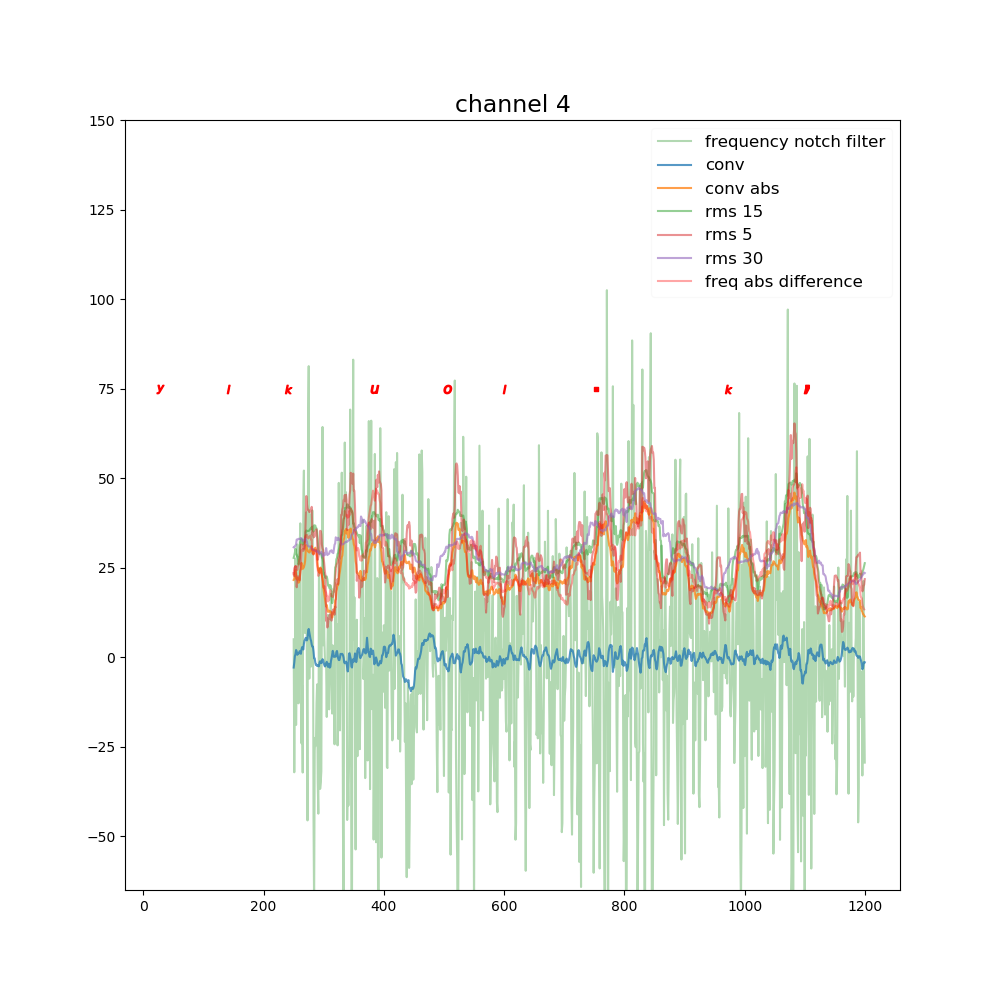 channel 4
150
125
100
75
50
25
0
−25
−50
frequency notch filter
conv
conv abs
rms 15
rms 5
rms 30
freq abs difference
y l k u o l . k
0 200 400 600 800 1000 1200